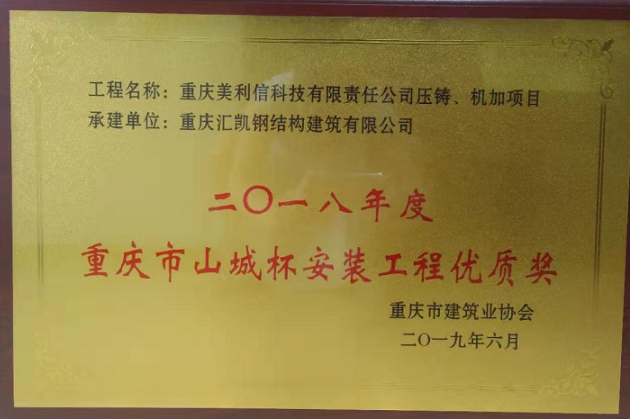 工程名称：重庆美利信科技有限责任公司压铸、机加项目
承建单位：重庆汇凯钢结构建筑有限公司
二〇一八年度
重庆市山城杯安装工程优质奖
重庆市建筑业协会
二〇一九年六月